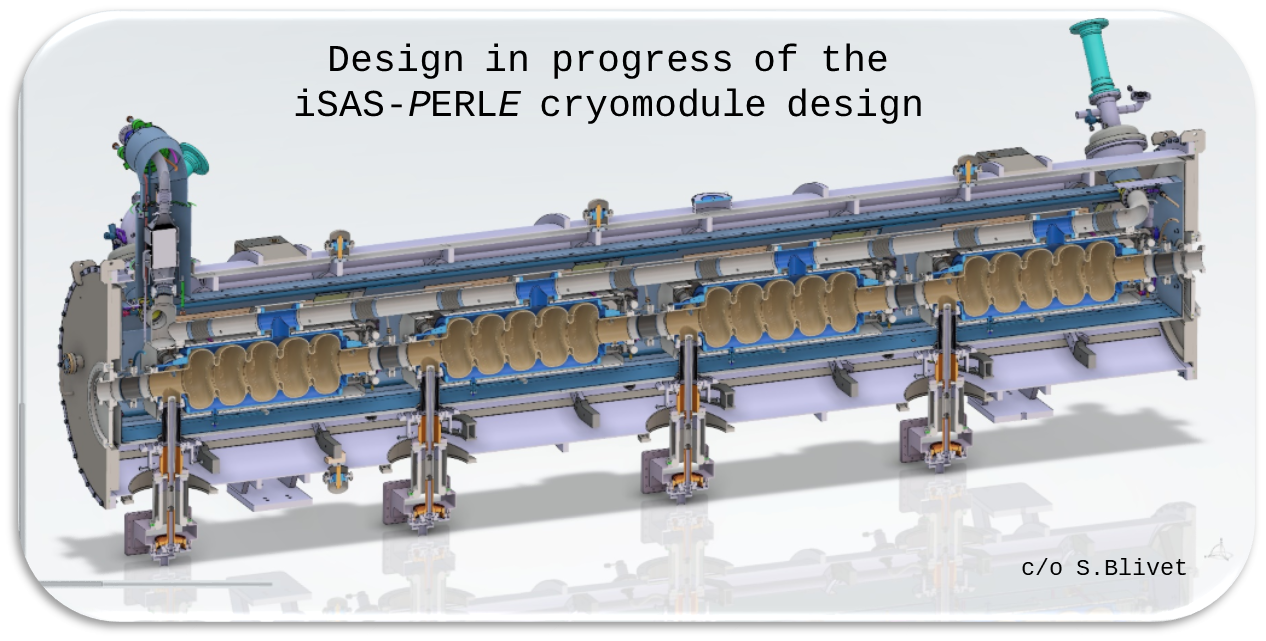 Design in progress of the
iSAS-PERLE cryomodule design
c/o S.Blivet